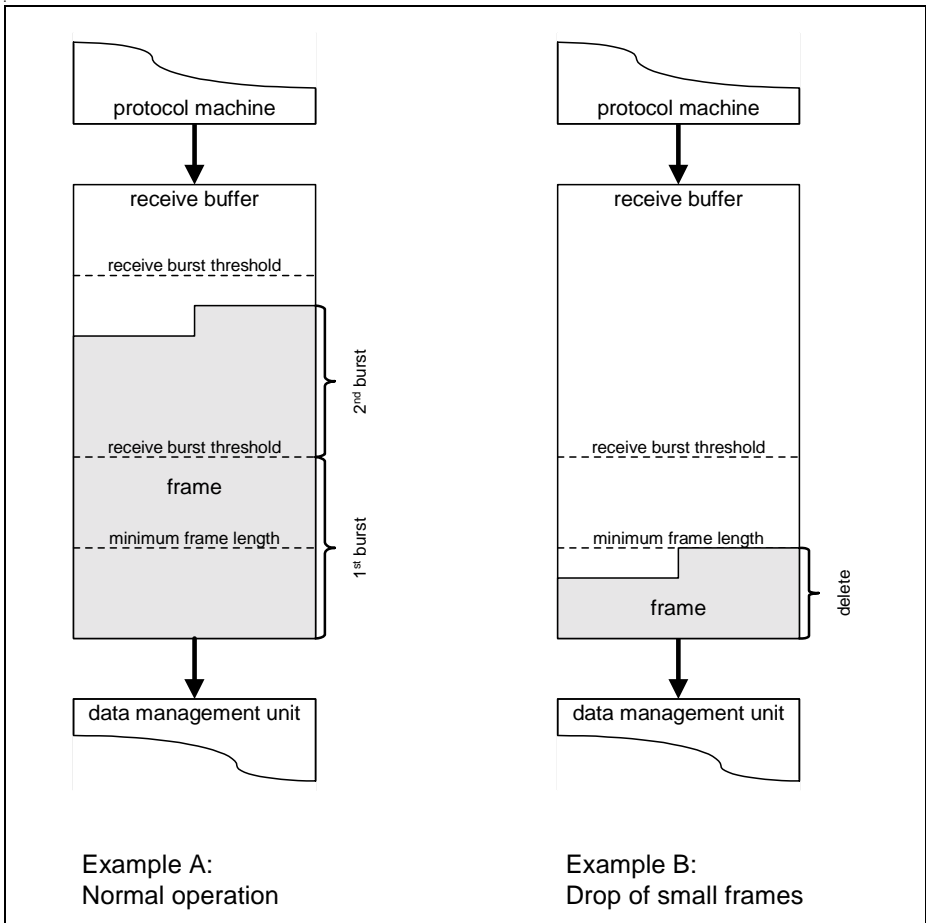 protocol machine
receive buffer
receive burst threshold
2nd burst
receive burst threshold
frame
minimum frame length
1st burst
data management unit
Example A:
Normal operation
protocol machine
receive buffer
receive burst threshold
minimum frame length
frame
delete
data management unit
Example B:
Drop of small frames